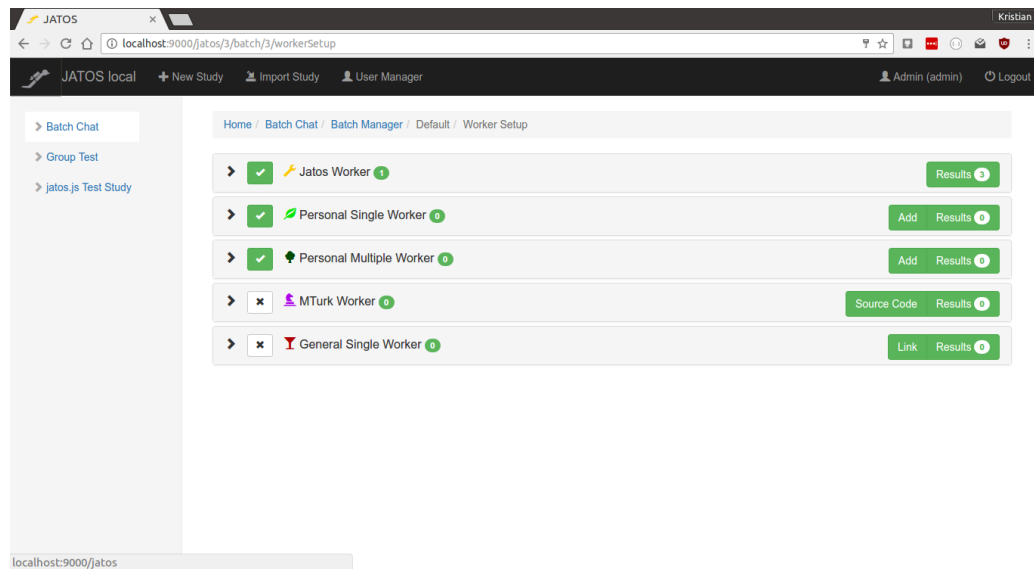 JATOS
Kristian
localhost:9000/jatos/3/batch/3/workerSetup
JATOS local New Study Import Study User Manager Admin (admin) Logout
Batch Chat
Group Test
jatos.js Test Study
Home / Batch Chat / Batch Manager / Default / Worker Setup
Jatos Worker 1 Results 3
Personal Single Worker 0 Add Results 0
Personal Multiple Worker 0 Add Results 0
MTurk Worker 0 Source Code Results 0
General Single Worker 0 Link Results 0
localhost:9000/jatos